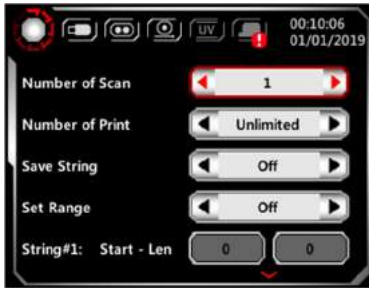 UV
00:10:06
01/01/2019
Number of Scan 1
Number of Print Unlimited
Save String Off
Set Range Off
String#1: Start - Len 0 0